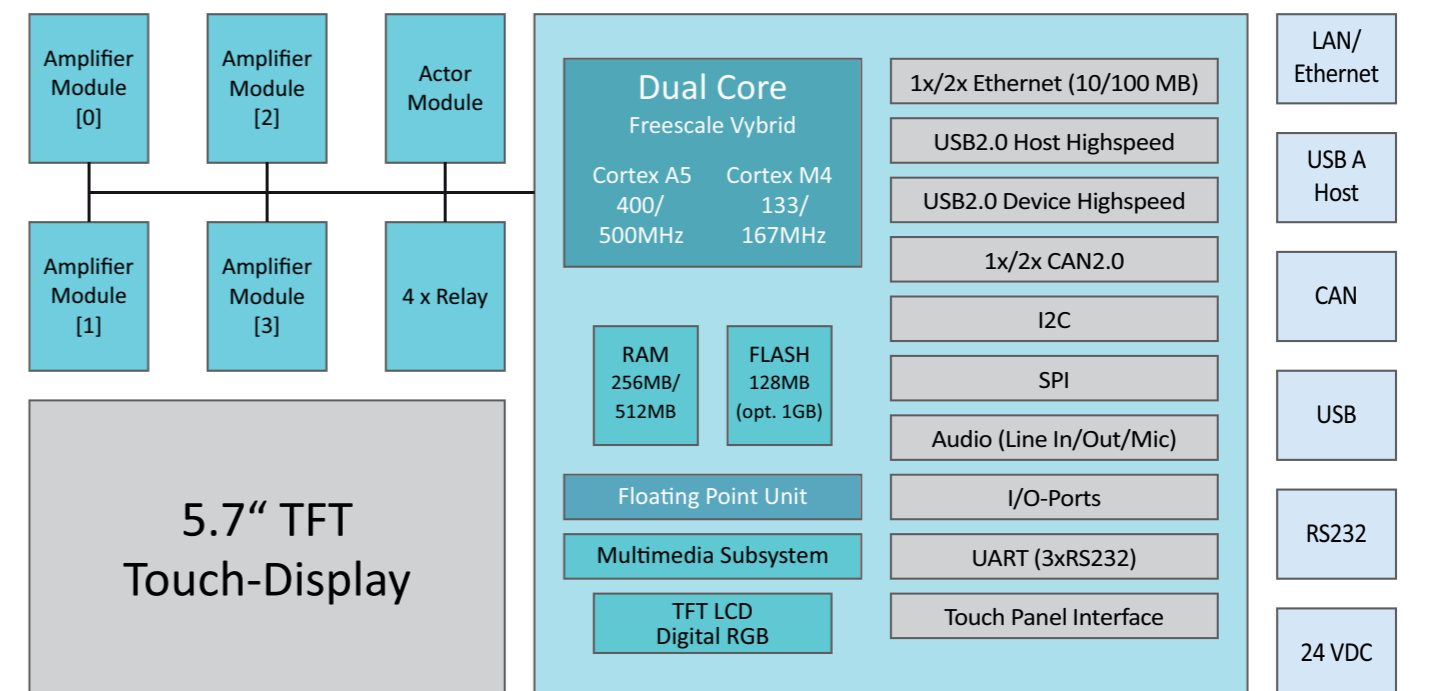 Amplifier
Module
[0]
Amplifier
Module
[2]
Actor
Module
Amplifier
Module
[1]
Amplifier
Module
[3]
4 x Relay
5.7“ TFT
Touch-Display
Dual Core
Freescale Vybrid
Cortex A5
400/
500MHz
Cortex M4
133/
167MHz
RAM
256MB/
512MB
FLASH
128MB
(opt. 1GB)
Floating Point Unit
Multimedia Subsystem
TFT LCD
Digital RGB
1x/2x Ethernet (10/100 MB)
USB2.0 Host Highspeed
USB2.0 Device Highspeed
1x/2x CAN2.0
I2C
SPI
Audio (Line In/Out/Mic)
I/O-Ports
UART (3xRS232)
Touch Panel Interface
LAN/
Ethernet
USB A
Host
CAN
USB
RS232
24 VDC